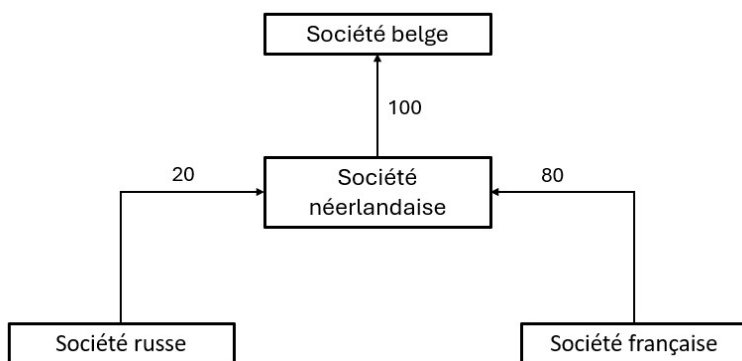 Société belge
100
20
Société
néerlandaise
80
Société russe
Société française